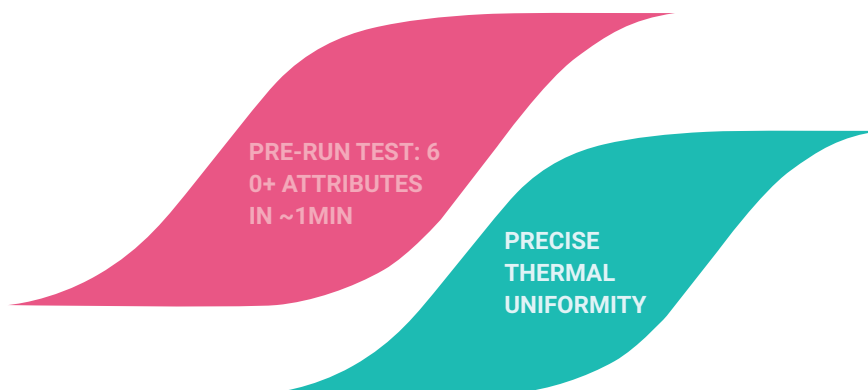 PRE-RUN TEST: 6
0+ ATTRIBUTES
IN ~1MIN
PRECISE
THERMAL
UNIFORMITY